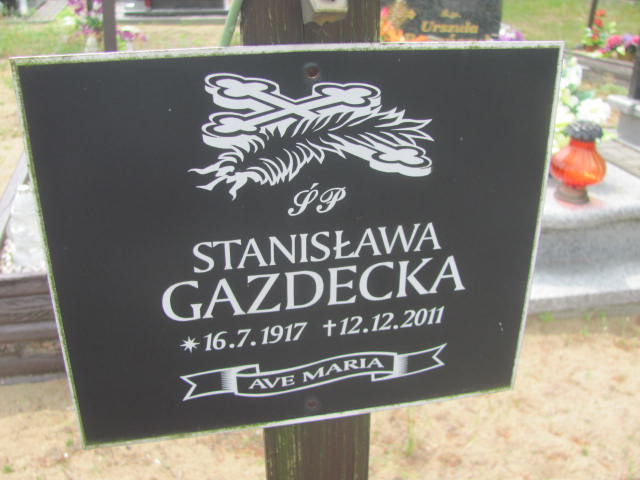 Ś.P.
Urszula
ŚP
STANISŁAWA
GAZDECKA
*16.7.1917 †12.12.2011
AVE MARIA